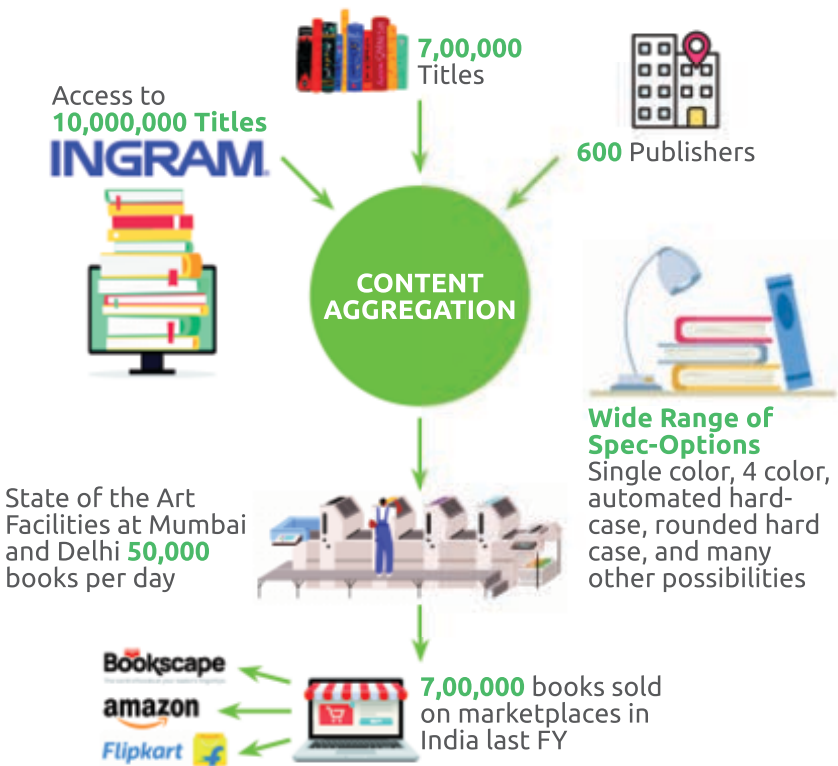 7,00,000
Titles
Access to
10,000,000 Titles
INGRAM
600 Publishers
CONTENT
AGGREGATION
Wide Range of
Spec-Options
Single color, 4 color,
automated hard-
case, rounded hard
case, and many
other possibilities
State of the Art
Facilities at Mumbai
and Delhi 50,000
books per day
Bookscape
amazon
Flipkart
7,00,000 books sold
on marketplaces in
India last FY